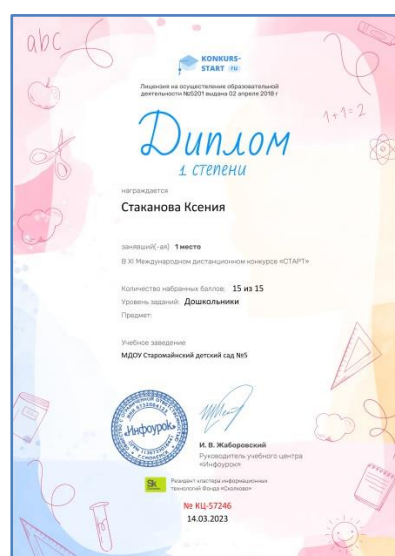 abc
KONKURS-
START ru
Лицензия на осуществление образовательной
деятельности №5201 выдана 02 апреля 2018 г
1+1=2
Диплом
1 степени
награждается
Стаканова Ксения
занявший(-ая) 1 место
В XI Международном дистанционном конкурсе «СТАРТ»
Количество набранных баллов: 15 из 15
Уровень заданий: Дошкольники
Предмет:
Учебное заведение
МДОУ Старомайнский детский сад №5
«Инфоурок»
И. В. Жаборовский
Руководитель учебного центра
«Инфоурок»
Sk
Резидент кластера информационных
технологий Фонда «Сколково»
№ КЦ-57246
14.03.2023